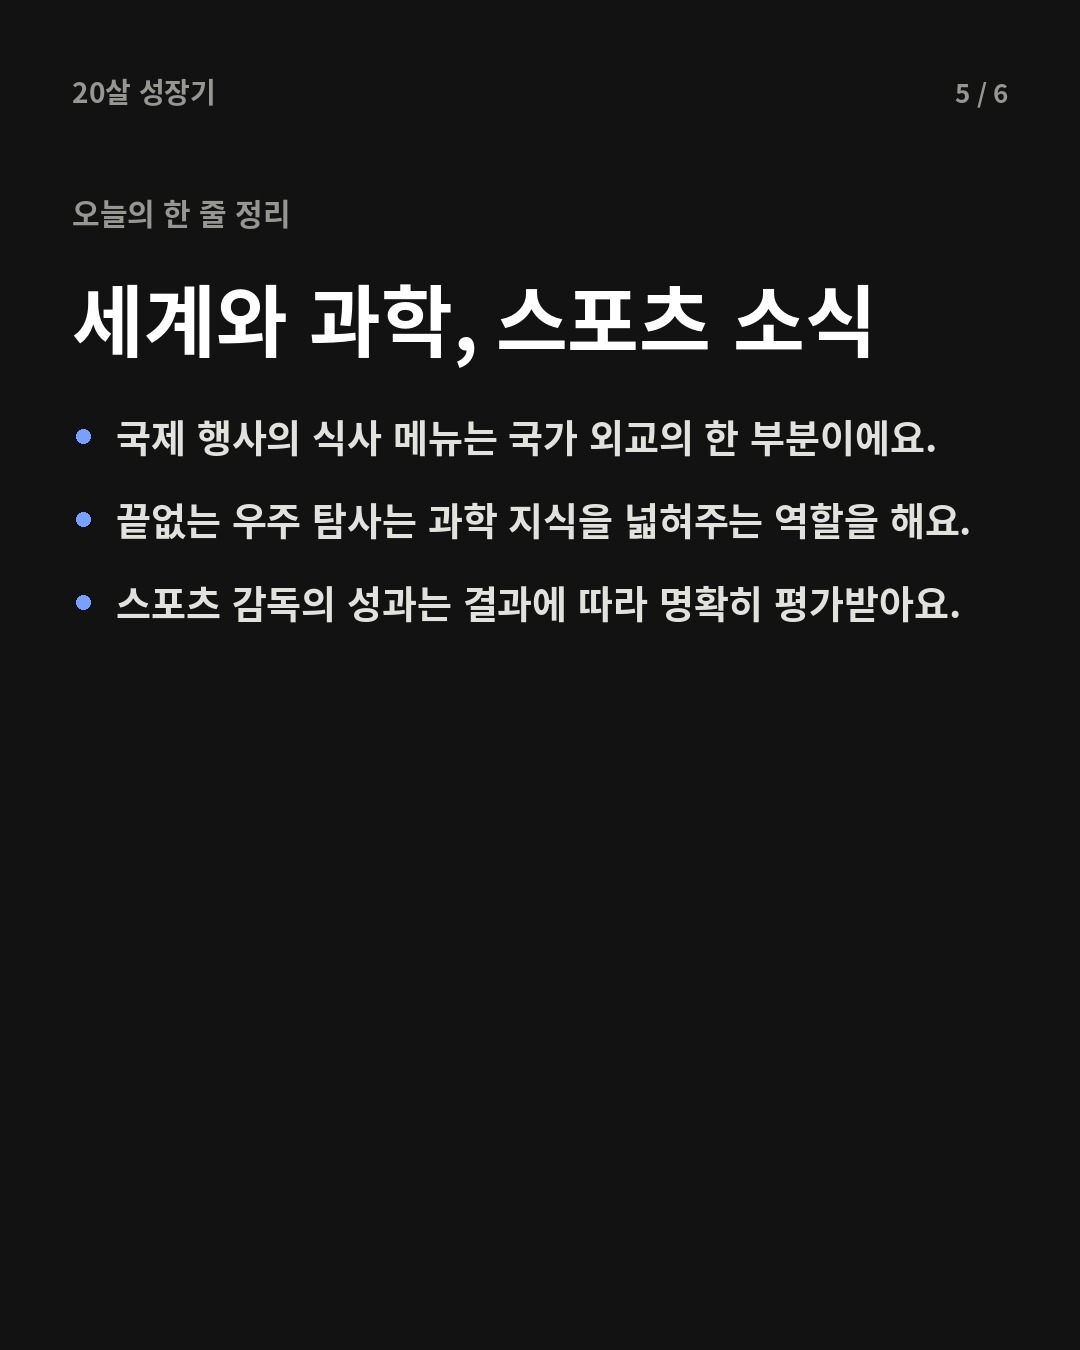 20살 성장기
5 / 6
오늘의 한 줄 정리
세계와 과학, 스포츠 소식
• 국제 행사의 식사 메뉴는 국가 외교의 한 부분이에요.
• 끝없는 우주 탐사는 과학 지식을 넓혀주는 역할을 해요.
• 스포츠 감독의 성과는 결과에 따라 명확히 평가받아요.